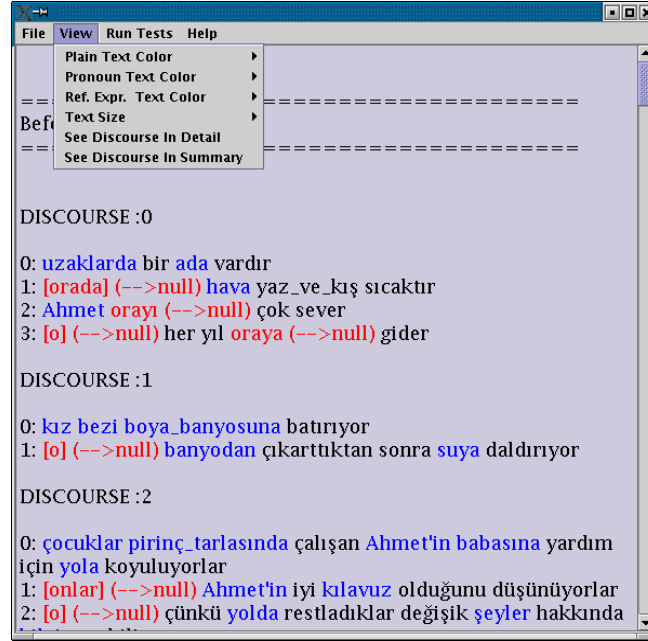 File View Run Tests Help
Plain Text Color
Pronoun Text Color
Ref. Expr. Text Color
Text Size
See Discourse In Detail
See Discourse In Summary
===================================
Befo
===================================
DISCOURSE :0
0: uzaklarda bir ada vardır
1: [orada] (-->null) hava yaz_ve_kış sıcaktır
2: Ahmet orayı (-->null) çok sever
3: [o] (-->null) her yıl oraya (-->null) gider
DISCOURSE :1
0: kız bezi boya_banyosuna batırıyor
1: [o] (-->null) banyodan çıkarttıktan sonra suya daldırıyor
DISCOURSE :2
0: çocuklar pirinç_tarlasında çalışan Ahmet'in babasına yardım
için yola koyuluyorlar
1: [onlar] (-->null) Ahmet'in iyi kılavuz olduğunu düşünüyorlar
2: [o] (-->null) çünkü yolda restladıklar değişik şeyler hakkında